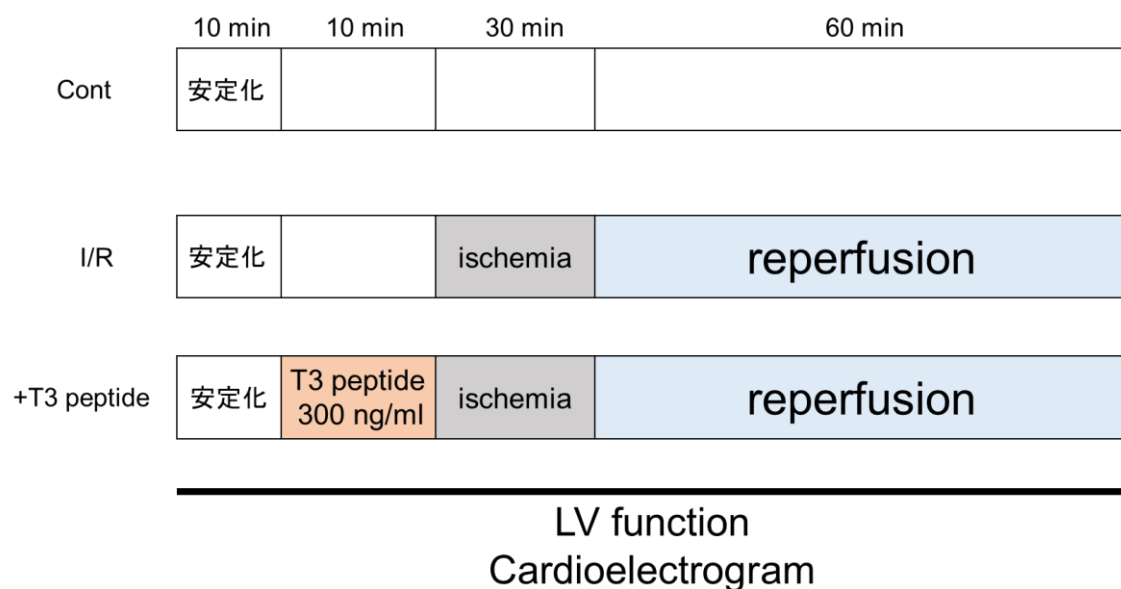 10 min 10 min 30 min 60 min
Cont 安定化
I/R 安定化 ischemia reperfusion
+T3 peptide 安定化 T3 peptide 300 ng/ml ischemia reperfusion
LV function
Cardioelectrogram